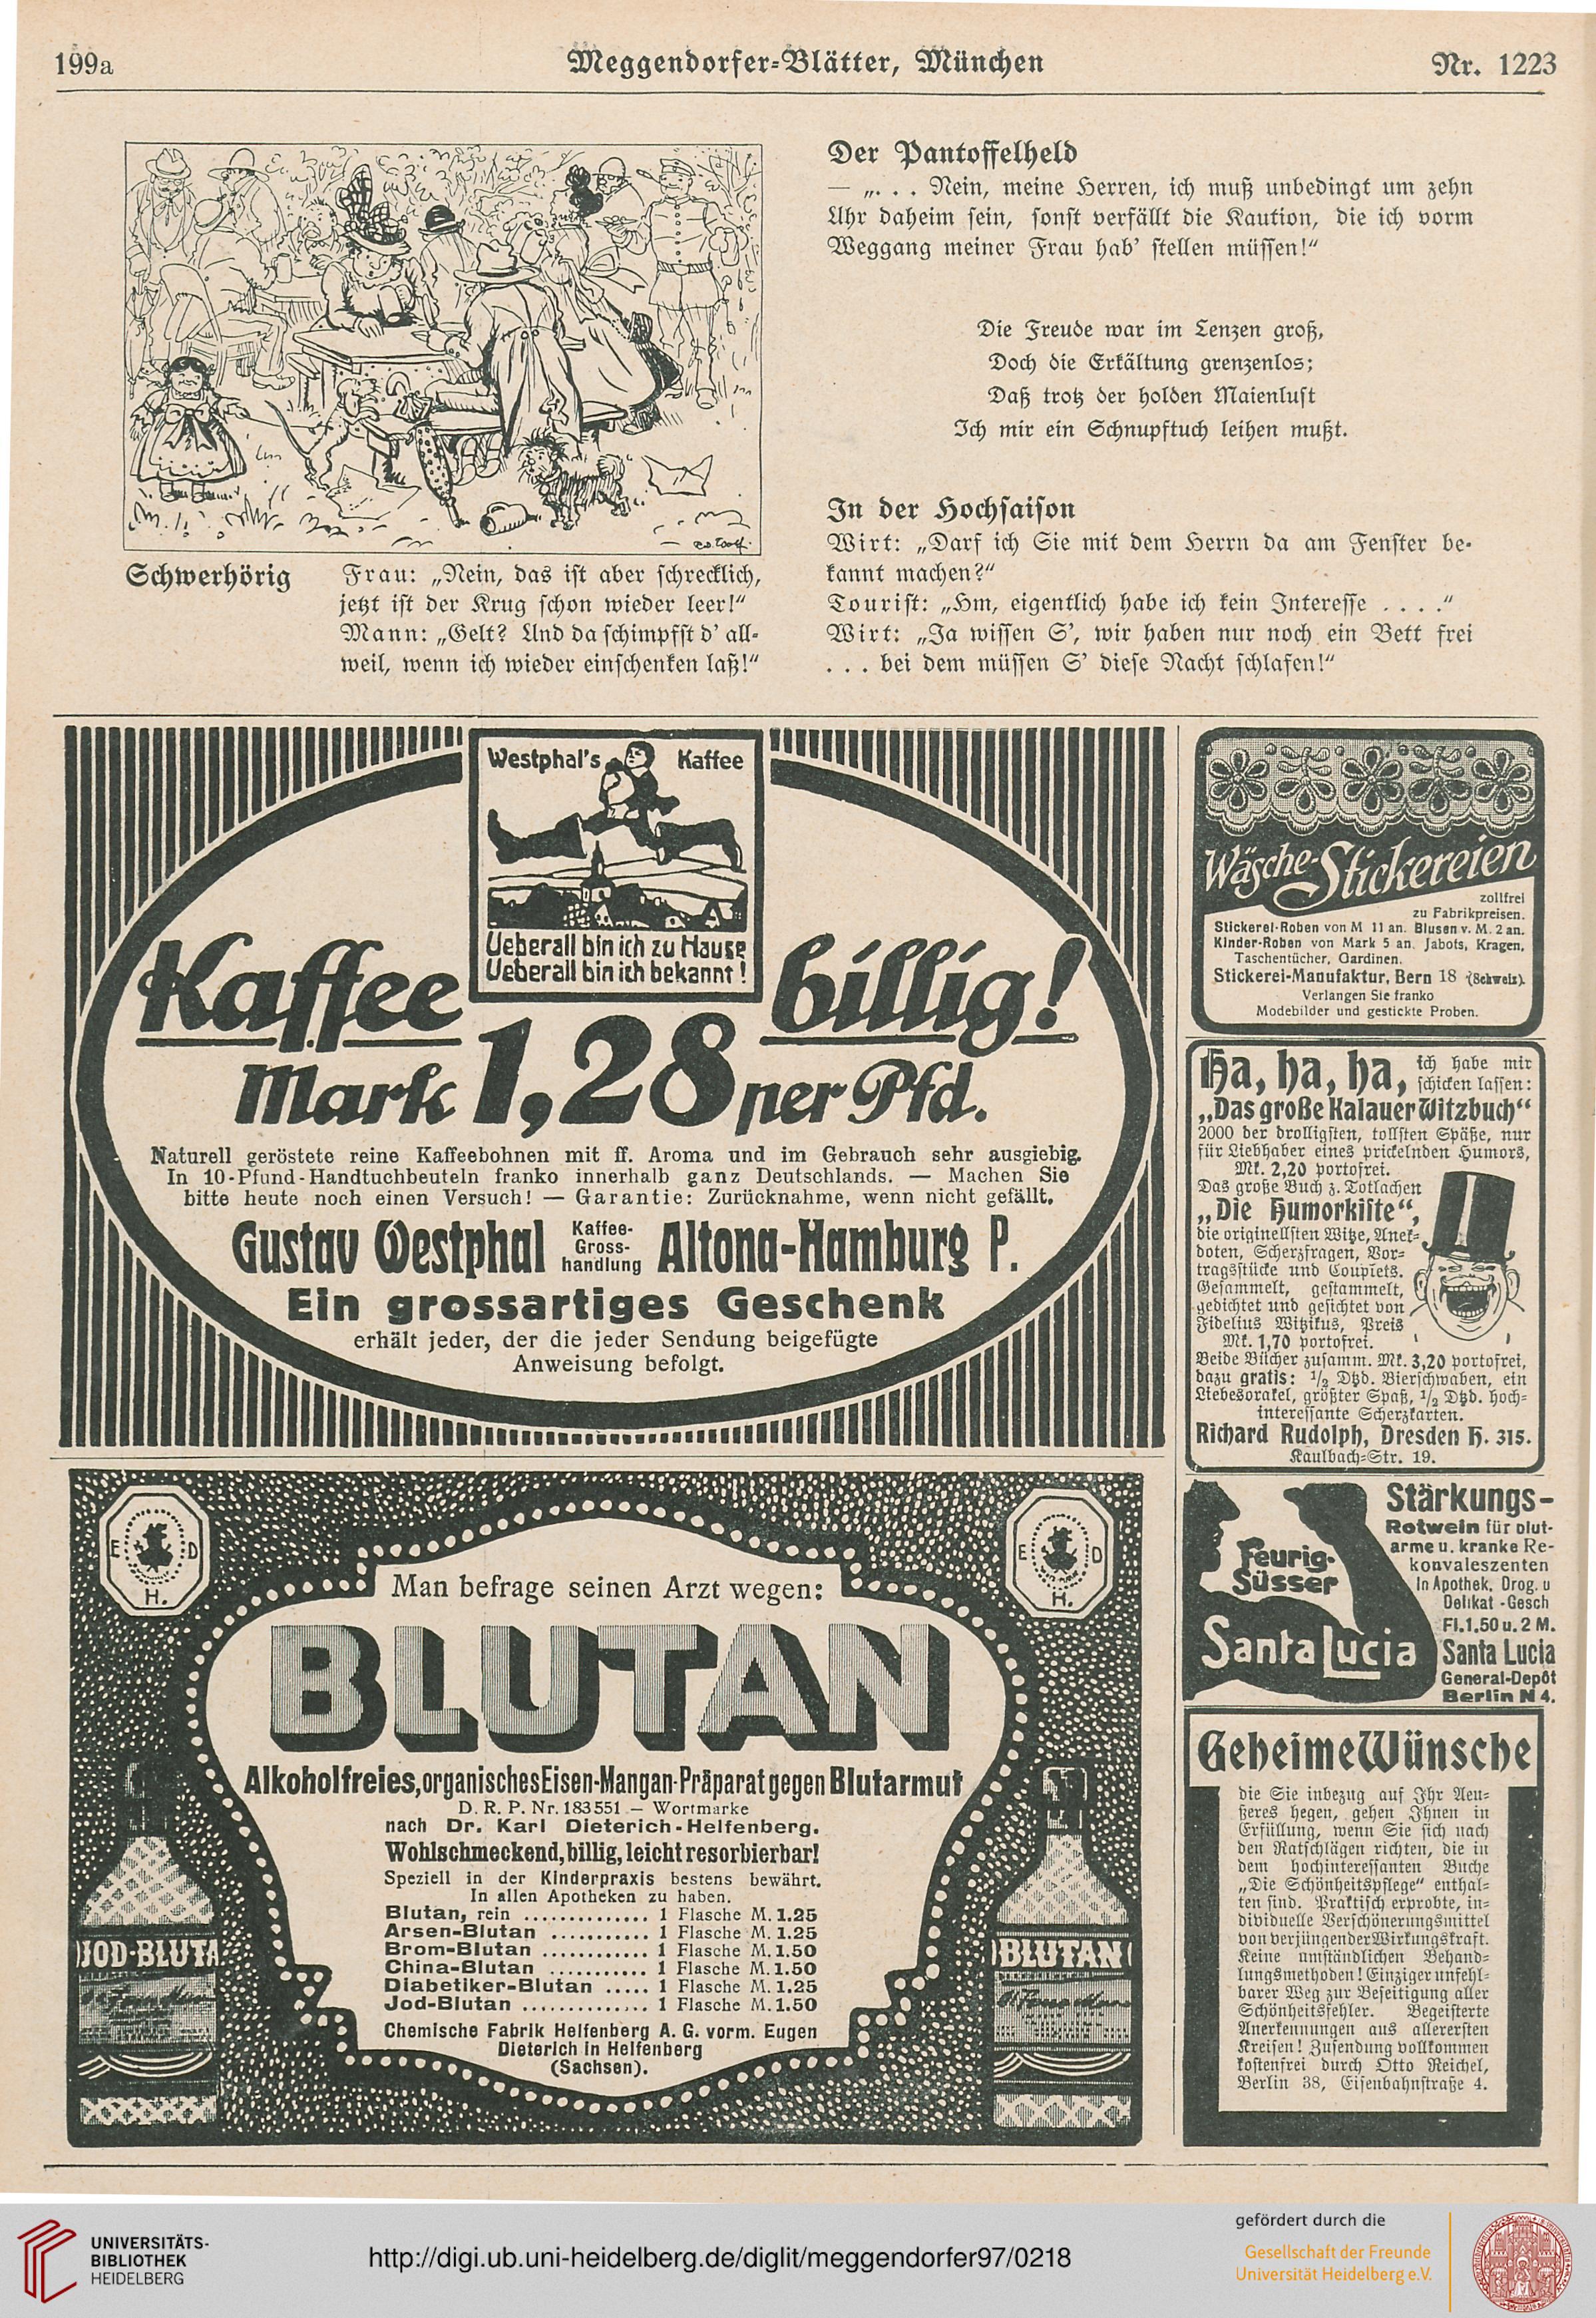 199a
Meggendorfer-Blätter, München
Nr. 1223
Schwerhörig
Frau: „Nein, das ist aber schrecklich,
jetzt ist der Krug schon wieder leer!“
Mann: „Gelt? Und da schimpfst d' all-
weil, wenn ich wieder einschenken laß!“
Der Pantoffelheld
— „. . . Nein, meine Herren, ich muß unbedingt um zehn
Uhr daheim sein, sonst verfällt die Kaution, die ich vorm
Weggang meiner Frau hab' stellen müssen!“
Die Freude war im Lenzen groß,
Doch die Erkältung grenzenlos;
Daß trotz der holden Maienlust
Ich mir ein Schnupftuch leihen mußt.
In der Hochsaison
Wirt: „Darf ich Sie mit dem Herrn da am Fenster be-
kannt machen?“
Tourist: „Hm, eigentlich habe ich kein Interesse . . . .“
Wirt: „Ja wissen S', wir haben nur noch ein Bett frei
. . . bei dem müssen S' diese Nacht schlafen!“
Westphal's Kaffee
Ueberall bin ich zu Hause
Ueberall bin ich bekannt!
Kaffee billig!
Mark 1,28 per Pfd.
Naturell geröstete reine Kaffeebohnen mit ff. Aroma und im Gebrauch sehr ausgiebig.
In 10-Pfund-Handtuchbeuteln franko innerhalb ganz Deutschlands. — Machen Sie
bitte heute noch einen Versuch! — Garantie: Zurücknahme, wenn nicht gefällt.
Gustav Westphal Kaffee-Gross-handlung Altona-Hamburg P.
Ein grossartiges Geschenk
erhält jeder, der die jeder Sendung beigefügte
Anweisung befolgt.
Wäsche-Stickereien
zollfrei
zu Fabrikpreisen.
Stickerei-Roben von M 11 an. Blusen v. M. 2 an.
Kinder-Roben von Mark 5 an. Jabots, Kragen,
Taschentücher, Gardinen.
Stickerei-Manufaktur, Bern 18 (Schweiz).
Verlangen Sie franko
Modebilder und gestickte Proben.
Ha, ha, ha, ich habe mir
schicken lassen:
„Das große Kalauer Witzbuch“
2000 der drolligsten, tollsten Späße, nur
für Liebhaber eines prickelnden Humors,
Mk. 2,20 portofrei.
Das große Buch z. Totlachen
„Die Humorkiste“,
die originellsten Witze, Anek-
doten, Scherzfragen, Vor-
tragsstücke und Couplets.
Gesammelt, gestammelt,
gedichtet und gesichtet von
Fidelius Witzikus, Preis
Mk. 1,70 portofrei.
Beide Bücher zusamm. Mk. 3,20 portofrei,
dazu gratis: 1/2 Dtzd. Bierschwaben, ein
Liebesorakel, größter Spaß, 1/2 Dtzd. hoch-
interessante Scherzkarten.
Richard Rudolph, Dresden H. 315.
Kaulbach-Str. 19.
Feurig-
Süsser
Santa Lucia
Stärkungs-
Rotwein für blut-
arme u. kranke Re-
konvaleszenten
In Apothek. Drog. u
Delikat-Gesch
Fl. 1.50 u. 2 M.
Santa Lucia
General-Depôt
Berlin N 4.
E D
H.
E D
H.
Man befrage seinen Arzt wegen:
BLUTAN
Alkoholfreies, organisches Eisen-Mangan-Präparat gegen Blutarmut
D. R. P. Nr. 183551 — Wortmarke
nach Dr. Karl Dieterich-Helfenberg.
Wohlschmeckend, billig, leicht resorbierbar!
Speziell in der Kinderpraxis bestens bewährt.
In allen Apotheken zu haben.
Blutan, rein .............. 1 Flasche M. 1.25
Arsen-Blutan ........... 1 Flasche M. 1.25
Brom-Blutan ............ 1 Flasche M. 1.50
China-Blutan ........... 1 Flasche M. 1.50
Diabetiker-Blutan ..... 1 Flasche M. 1.25
Jod-Blutan .............. 1 Flasche M. 1.50
Chemische Fabrik Helfenberg A. G. vorm. Eugen
Dieterich in Helfenberg
(Sachsen).
JOD-BLUTA
BLUTAN
Geheime Wünsche
die Sie inbezug auf Ihr Aeu-
ßeres hegen, gehen Ihnen in
Erfüllung, wenn Sie sich nach
den Ratschlägen richten, die in
dem hochinteressanten Buche
„Die Schönheitspflege“ enthal-
ten sind. Praktisch erprobte, in-
dividuelle Verschönerungsmittel
von verjüngender Wirkungskraft.
Keine umständlichen Behand-
lungsmethoden! Einziger unfehl-
barer Weg zur Beseitigung aller
Schönheitsfehler. Begeisterte
Anerkennungen aus allerersten
Kreisen! Zusendung vollkommen
kostenfrei durch Otto Reichel,
Berlin 38, Eisenbahnstraße 4.
UNIVERSITÄTS-
BIBLIOTHEK
HEIDELBERG
http://digi.ub.uni-heidelberg.de/diglit/meggendorfer97/0218
gefördert durch die
Gesellschaft der Freunde
Universität Heidelberg e.V.